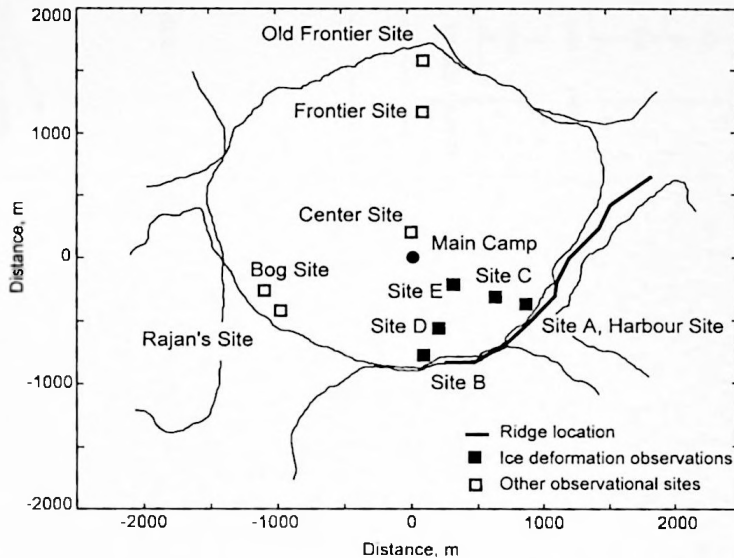 2000
Old Frontier Site
1000
Frontier Site
Center Site
0
Main Camp
Bog Site
Site C
Site E
Site D
Rajan's Site
Site A, Harbour Site
-1000
Site B
Ridge location
Ice deformation observations
Other observational sites
-2000
-2000 -1000 0 1000 2000
Distance, m
Distance, m